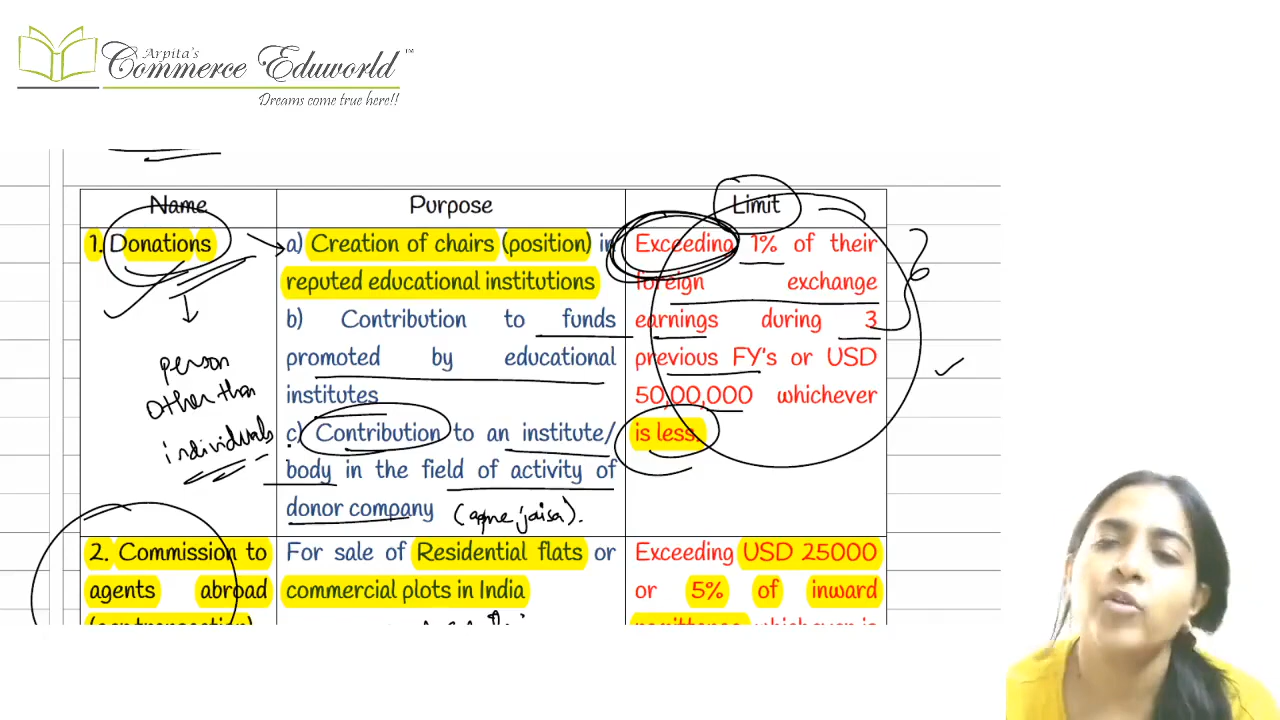 Arpita's
Commerce Eduworld™
Dreams come true here!!
Name Purpose Limit
1. Donations
person
other than
individuals
a) Creation of chairs (position) in
reputed educational institutions
b) Contribution to funds
promoted by educational
institutes
c) Contribution to an institute/
body in the field of activity of
donor company (apne jaisa).
Exceeding 1% of their
foreign exchange
earnings during 3
previous FY's or USD
50,00,000 whichever
is less.
2. Commission to
agents abroad
For sale of Residential flats or
commercial plots in India
Exceeding USD 25000
or 5% of inward